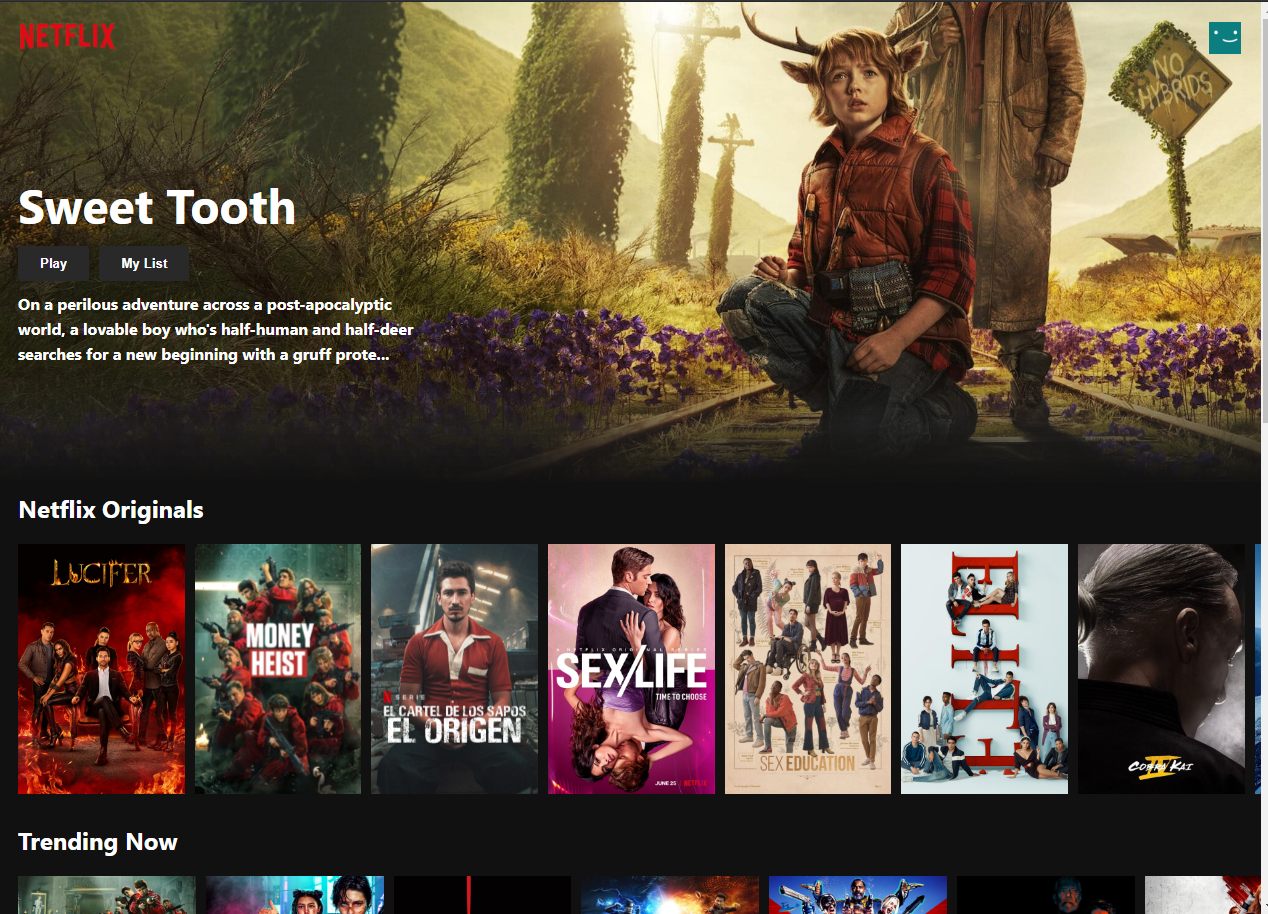 NETFLIX
NO
HYBRIDS
Sweet Tooth
Play
My List
On a perilous adventure across a post-apocalyptic
world, a lovable boy who's half-human and half-deer
searches for a new beginning with a gruff prote...
Netflix Originals
LUCIFER
MONEY
HEIST
N SERIE
EL CARTEL DE LOS SAPOS
EL ORIGEN
A NETFLIX ORIGINAL SERIES
SEX/LIFE
TIME TO CHOOSE
JUNE 25
NETFLIX
SEX EDUCATION
ELITE
COBRA KAI
IV
Trending Now